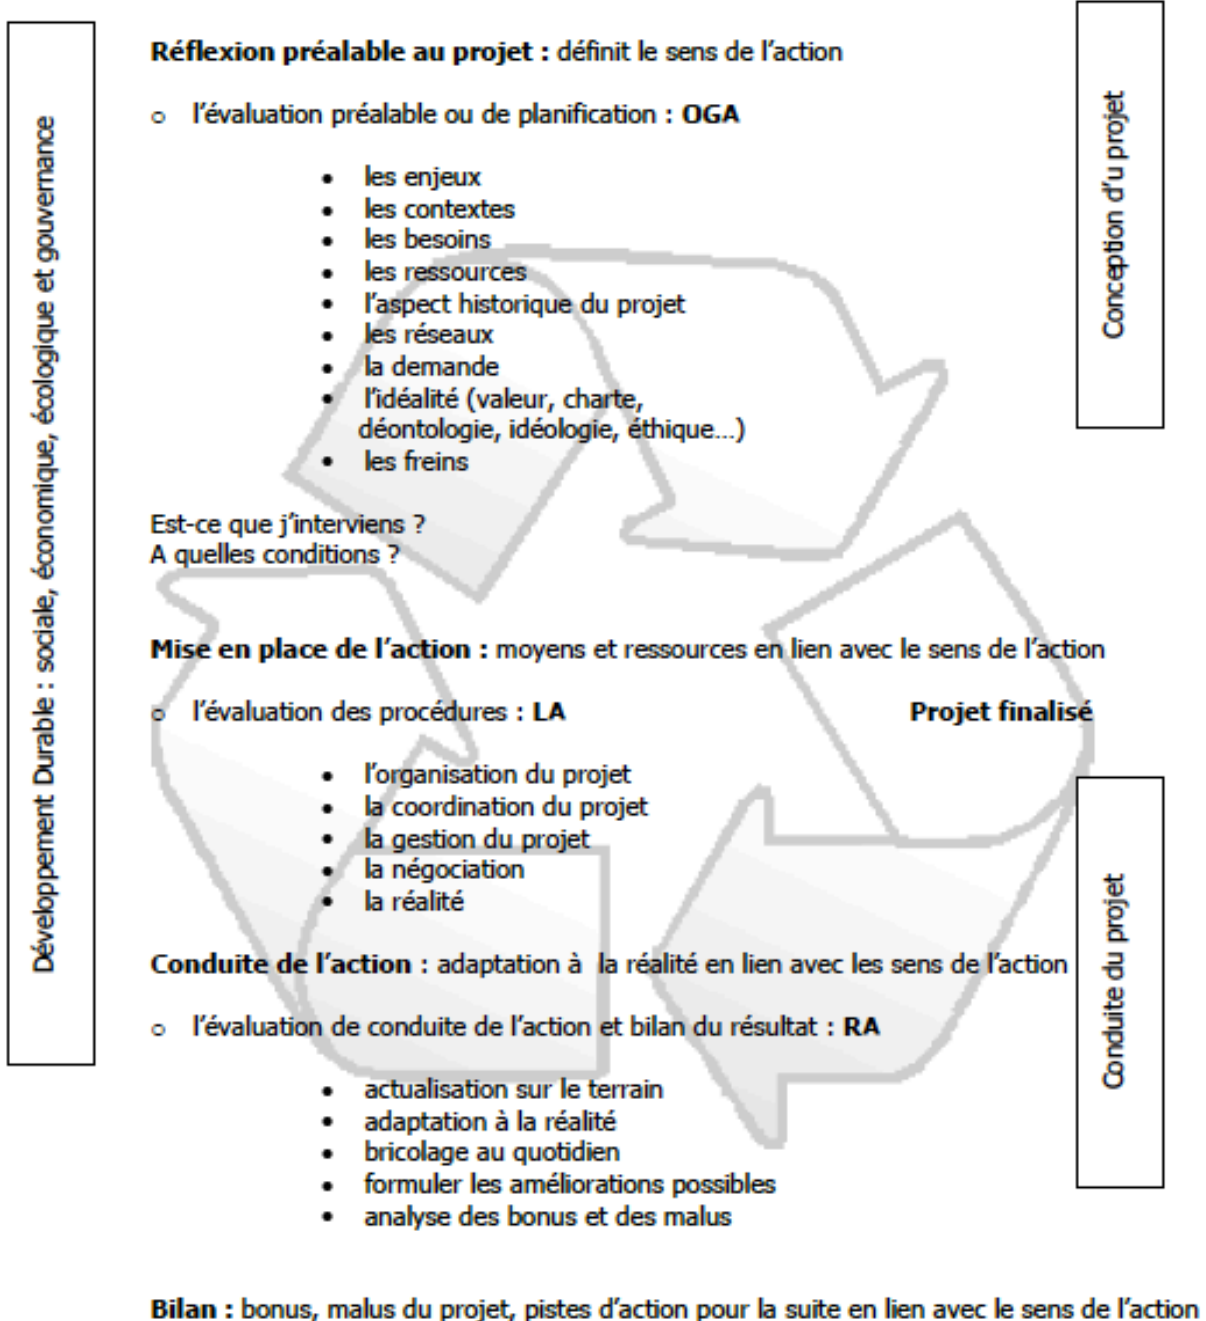 Développement Durable : sociale, économique, écologique et gouvernance
Conception d'u projet
Réflexion préalable au projet : définit le sens de l'action
o l'évaluation préalable ou de planification : OGA
• les enjeux
• les contextes
• les besoins
• les ressources
• l'aspect historique du projet
• les réseaux
• la demande
• l'idéalité (valeur, charte,
déontologie, idéologie, éthique...)
• les freins
Est-ce que j'interviens ?
A quelles conditions ?
Mise en place de l'action : moyens et ressources en lien avec le sens de l'action
o l'évaluation des procédures : LA
Projet finalisé
• l'organisation du projet
• la coordination du projet
• la gestion du projet
• la négociation
• la réalité
Conduite du projet
Conduite de l'action : adaptation à la réalité en lien avec les sens de l'action
o l'évaluation de conduite de l'action et bilan du résultat : RA
• actualisation sur le terrain
• adaptation à la réalité
• bricolage au quotidien
• formuler les améliorations possibles
• analyse des bonus et des malus
Bilan : bonus, malus du projet, pistes d'action pour la suite en lien avec le sens de l'action